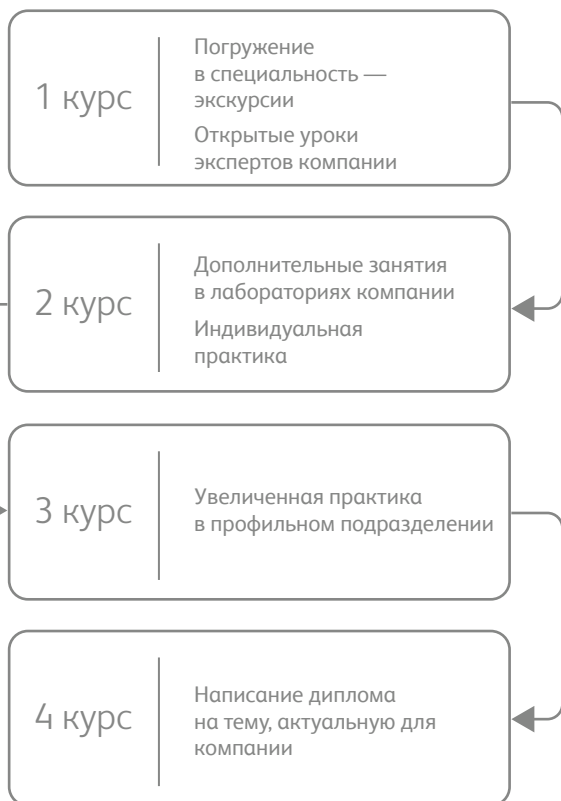 1 курс
Погружение
в специальность —
экскурсии
Открытые уроки
экспертов компании
2 курс
Дополнительные занятия
в лабораториях компании
Индивидуальная
практика
3 курс
Увеличенная практика
в профильном подразделении
4 курс
Написание диплома
на тему, актуальную для
компании